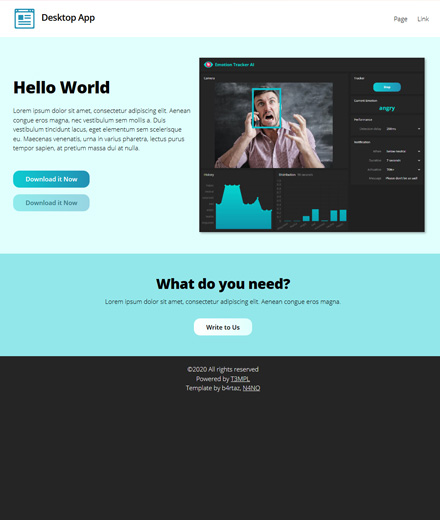 Desktop App
Page Link
Hello World
Lorem ipsum dolor sit amet, consectetur adipiscing elit. Aenean
congue eros magna, nec vestibulum sem mollis a. Duis
vestibulum tincidunt lacus, eget elementum sem scelerisque
eu. Maecenas venenatis, urna in varius pharetra, lectus purus
tempor sapien, at pretium massa dui at nulla.
Download it Now
Download it Now
Emotion Tracker AI
Camera
Tracker
Stop
Current Emotion
angry
Performance
Notification
History
Distribution
What do you need?
Lorem ipsum dolor sit amet, consectetur adipiscing elit. Aenean congue eros magna.
Write to Us
©2020 All rights reserved
Powered by T3MPL
Template by b4rtaz, N4NO